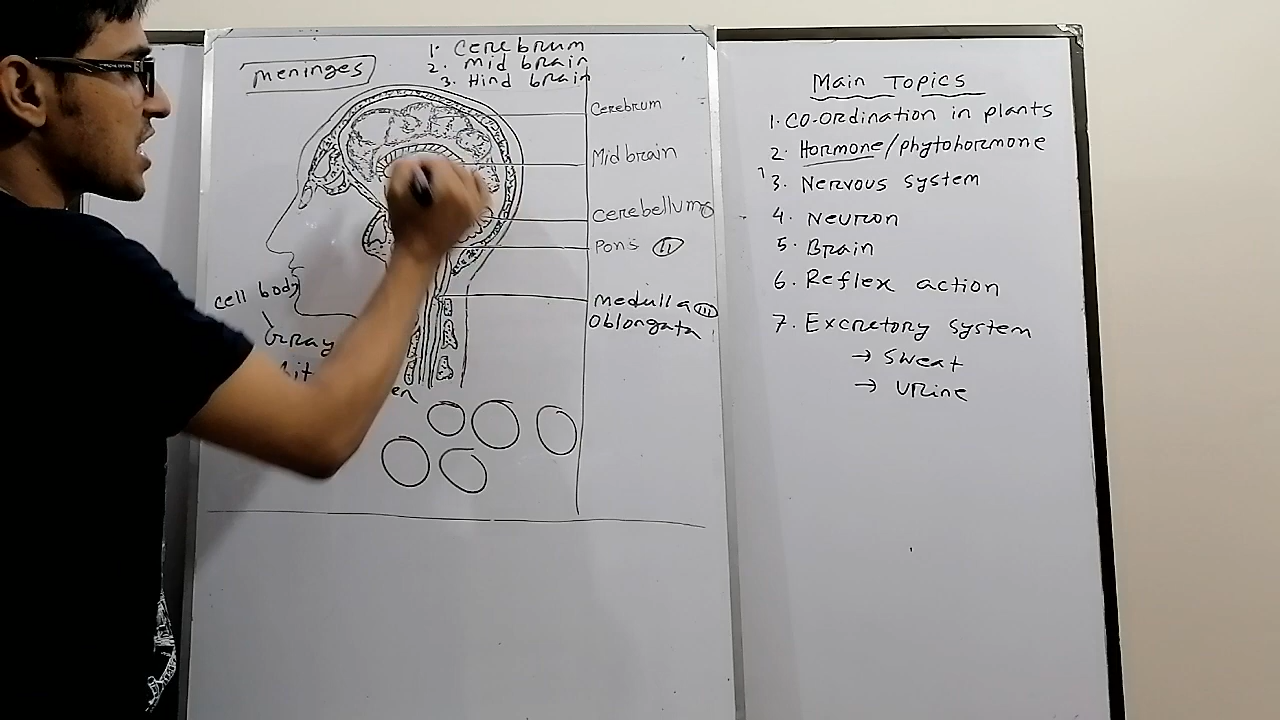 Meninges
1. Cerebrum
2. Mid brain
3. Hind brain
Cerebrum
Mid brain
Cerebellum
Pons (II)
Medulla (III)
Oblongata
cell body
Gray
Main Topics
1. CO-Ordination in plants
2. Hormone/phytohormone
3. Nervous system
4. Neuron
5. Brain
6. Reflex action
7. Excretory system
→ Sweat
→ Urine